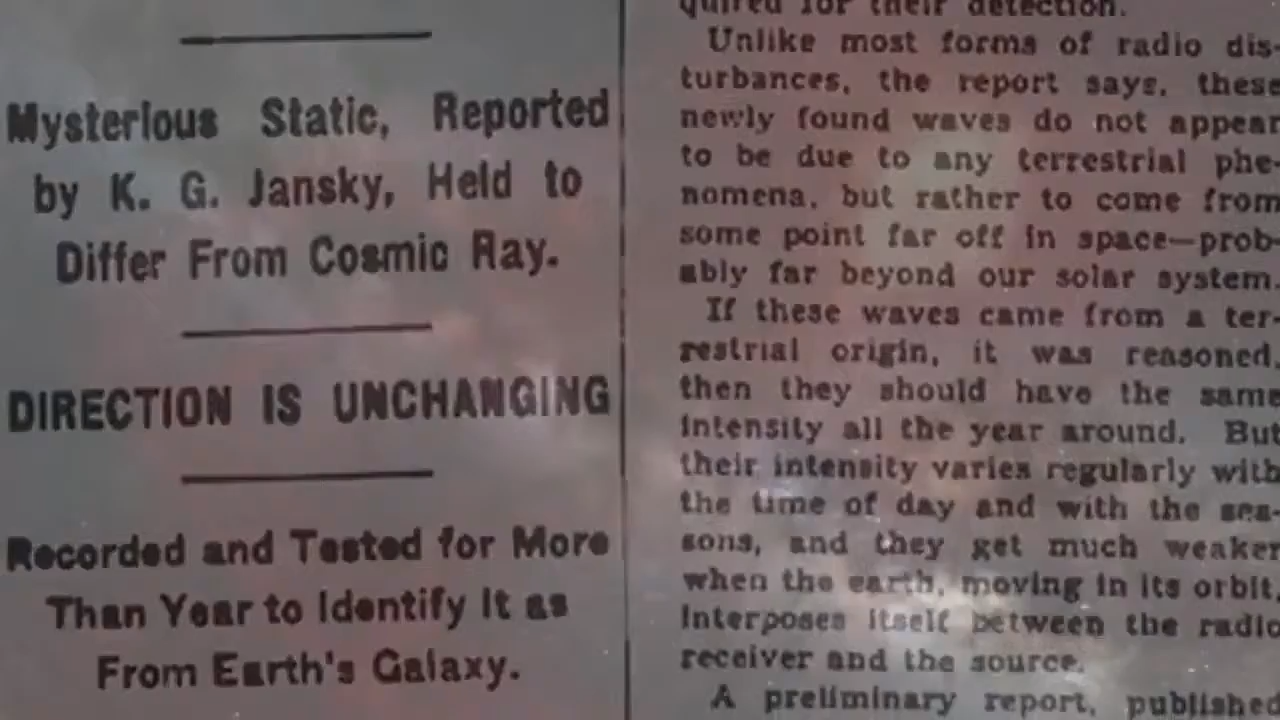 Mysterious Static, Reported
by K. G. Jansky, Held to
Differ From Cosmic Ray.
DIRECTION IS UNCHANGING
Recorded and Tested for More
Than Year to Identify It as
From Earth's Galaxy.
quired for their detection.
Unlike most forms of radio dis-
turbances, the report says, these
newly found waves do not appear
to be due to any terrestrial phe-
nomena, but rather to come from
some point far off in space—prob-
ably far beyond our solar system.
If these waves came from a ter-
restrial origin, it was reasoned,
then they should have the same
intensity all the year around. But
their intensity varies regularly with
the time of day and with the sea-
sons, and they get much weaker
when the earth, moving in its orbit,
interposes itself between the radio
receiver and the source.
A preliminary report, published